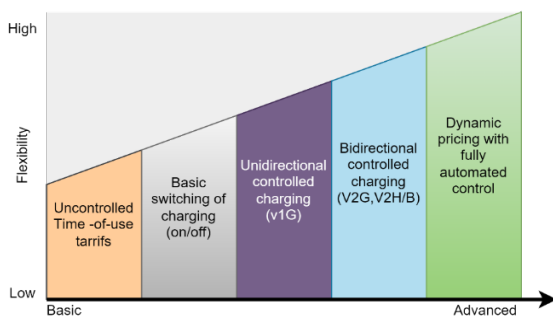 High
Flexibility
Low
Uncontrolled
Time -of-use
tarrifs
Basic
switching of
charging
(on/off)
Unidirectional
controlled
charging
(v1G)
Bidirectional
controlled
charging
(V2G,V2H/B)
Dynamic
pricing with
fully
automated
control
Basic
Advanced